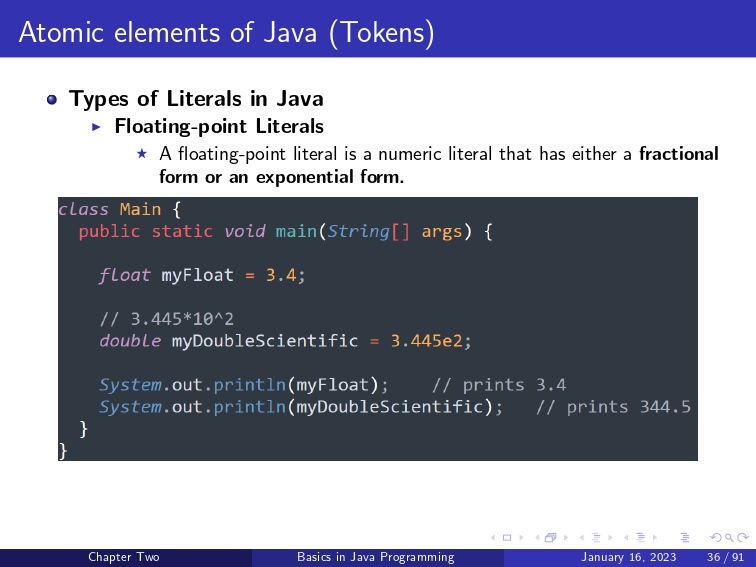 Atomic elements of Java (Tokens)
Types of Literals in Java
Floating-point Literals
A floating-point literal is a numeric literal that has either a fractional
form or an exponential form.
class Main {
public static void main(String[] args) {
float myFloat = 3.4;
// 3.445*10^2
double myDoubleScientific = 3.445e2;
System.out.println(myFloat); // prints 3.4
System.out.println(myDoubleScientific); // prints 344.5
}
}
Chapter Two Basics in Java Programming January 16, 2023 36 / 91